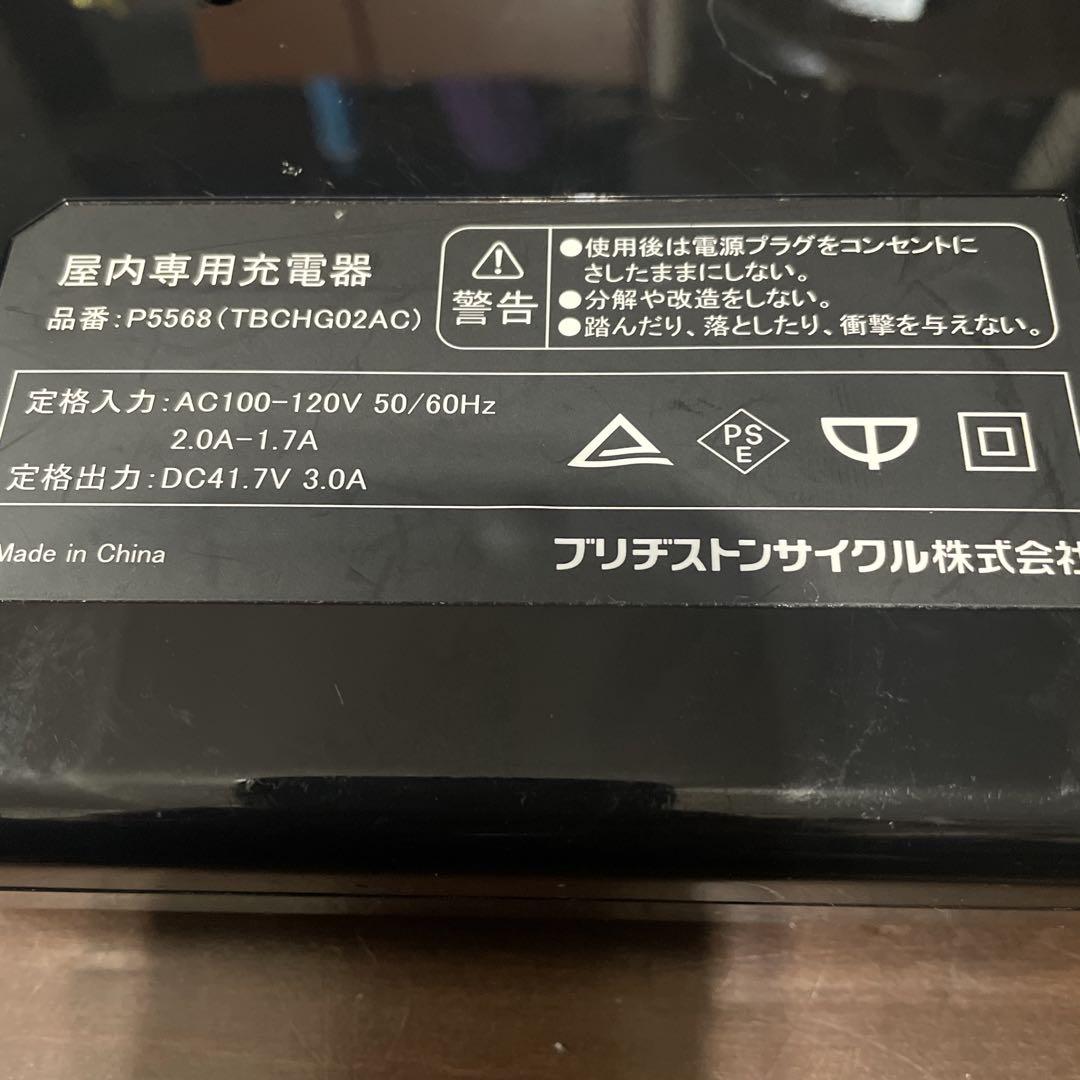 屋内専用充電器
品番:P5568(TBCHG02AC)
警告
●使用後は電源プラグをコンセントに
さしたままにしない。
●分解や改造をしない。
●踏んだり、落としたり、衝撃を与えない。
定格入力:AC100-120V 50/60Hz
2.0A-1.7A
定格出力:DC41.7V 3.0A
PS
E
Made in China
ブリヂストンサイクル株式会社